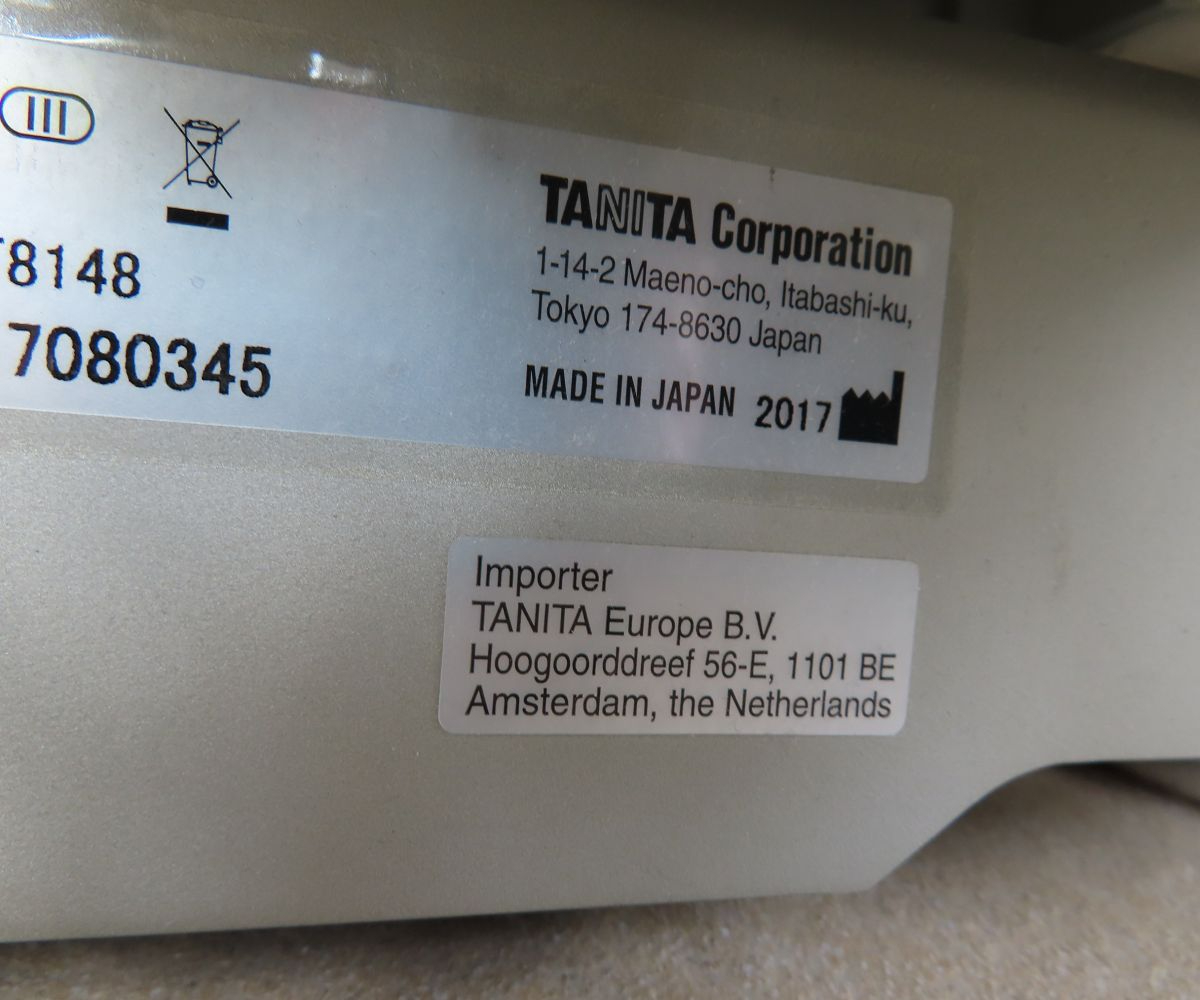 III
8148
7080345
TANITA Corporation
1-14-2 Maeno-cho, Itabashi-ku,
Tokyo 174-8630 Japan
MADE IN JAPAN 2017
Importer
TANITA Europe B.V.
Hoogoorddreef 56-E, 1101 BE
Amsterdam, the Netherlands